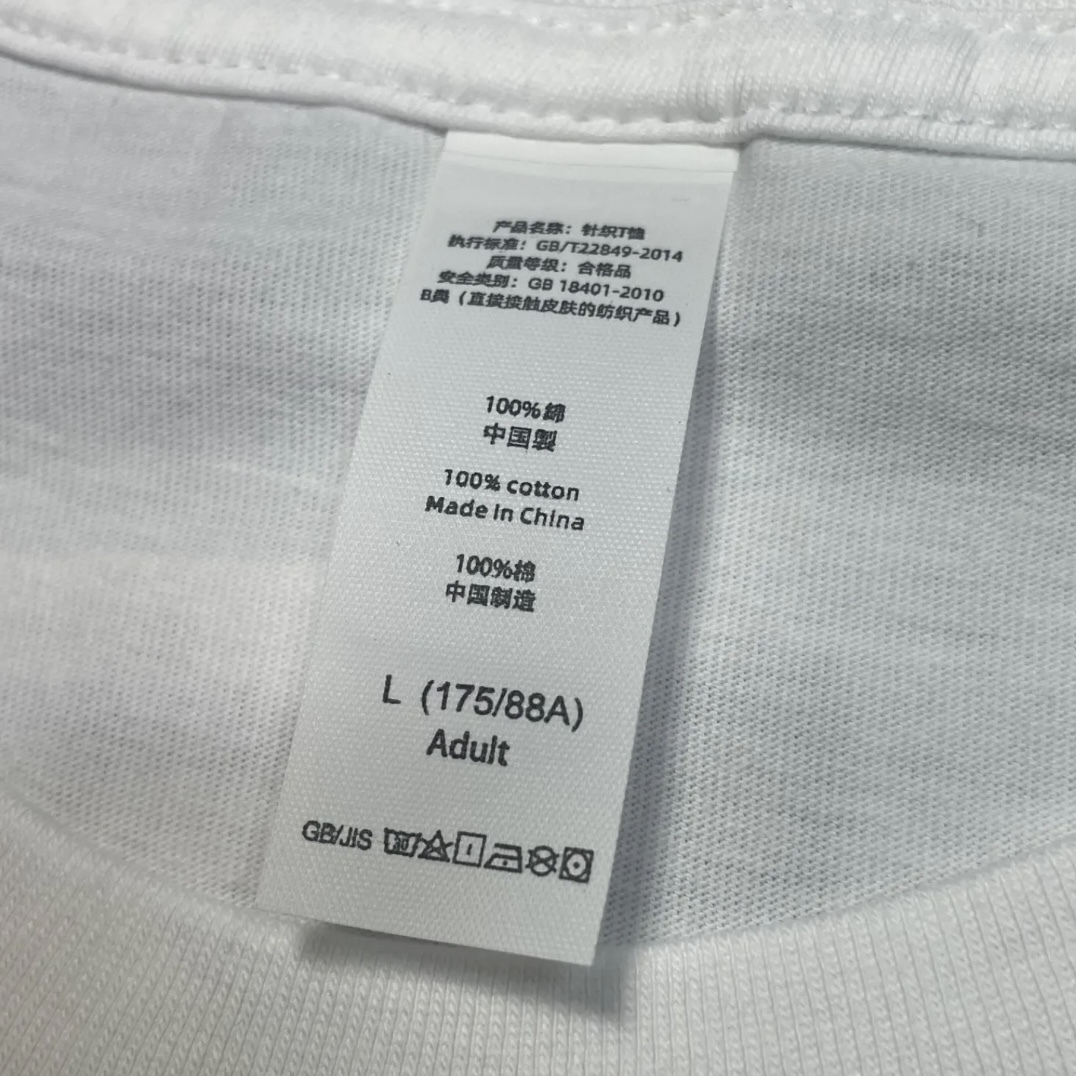 产品名称：针织T恤
执行标准：GB/T22849-2014
质量等级：合格品
安全类别：GB 18401-2010
B类（直接接触皮肤的纺织产品）
100%綿
中国製
100% cotton
Made in China
100%棉
中国制造
L (175/88A)
Adult
GB/JIS